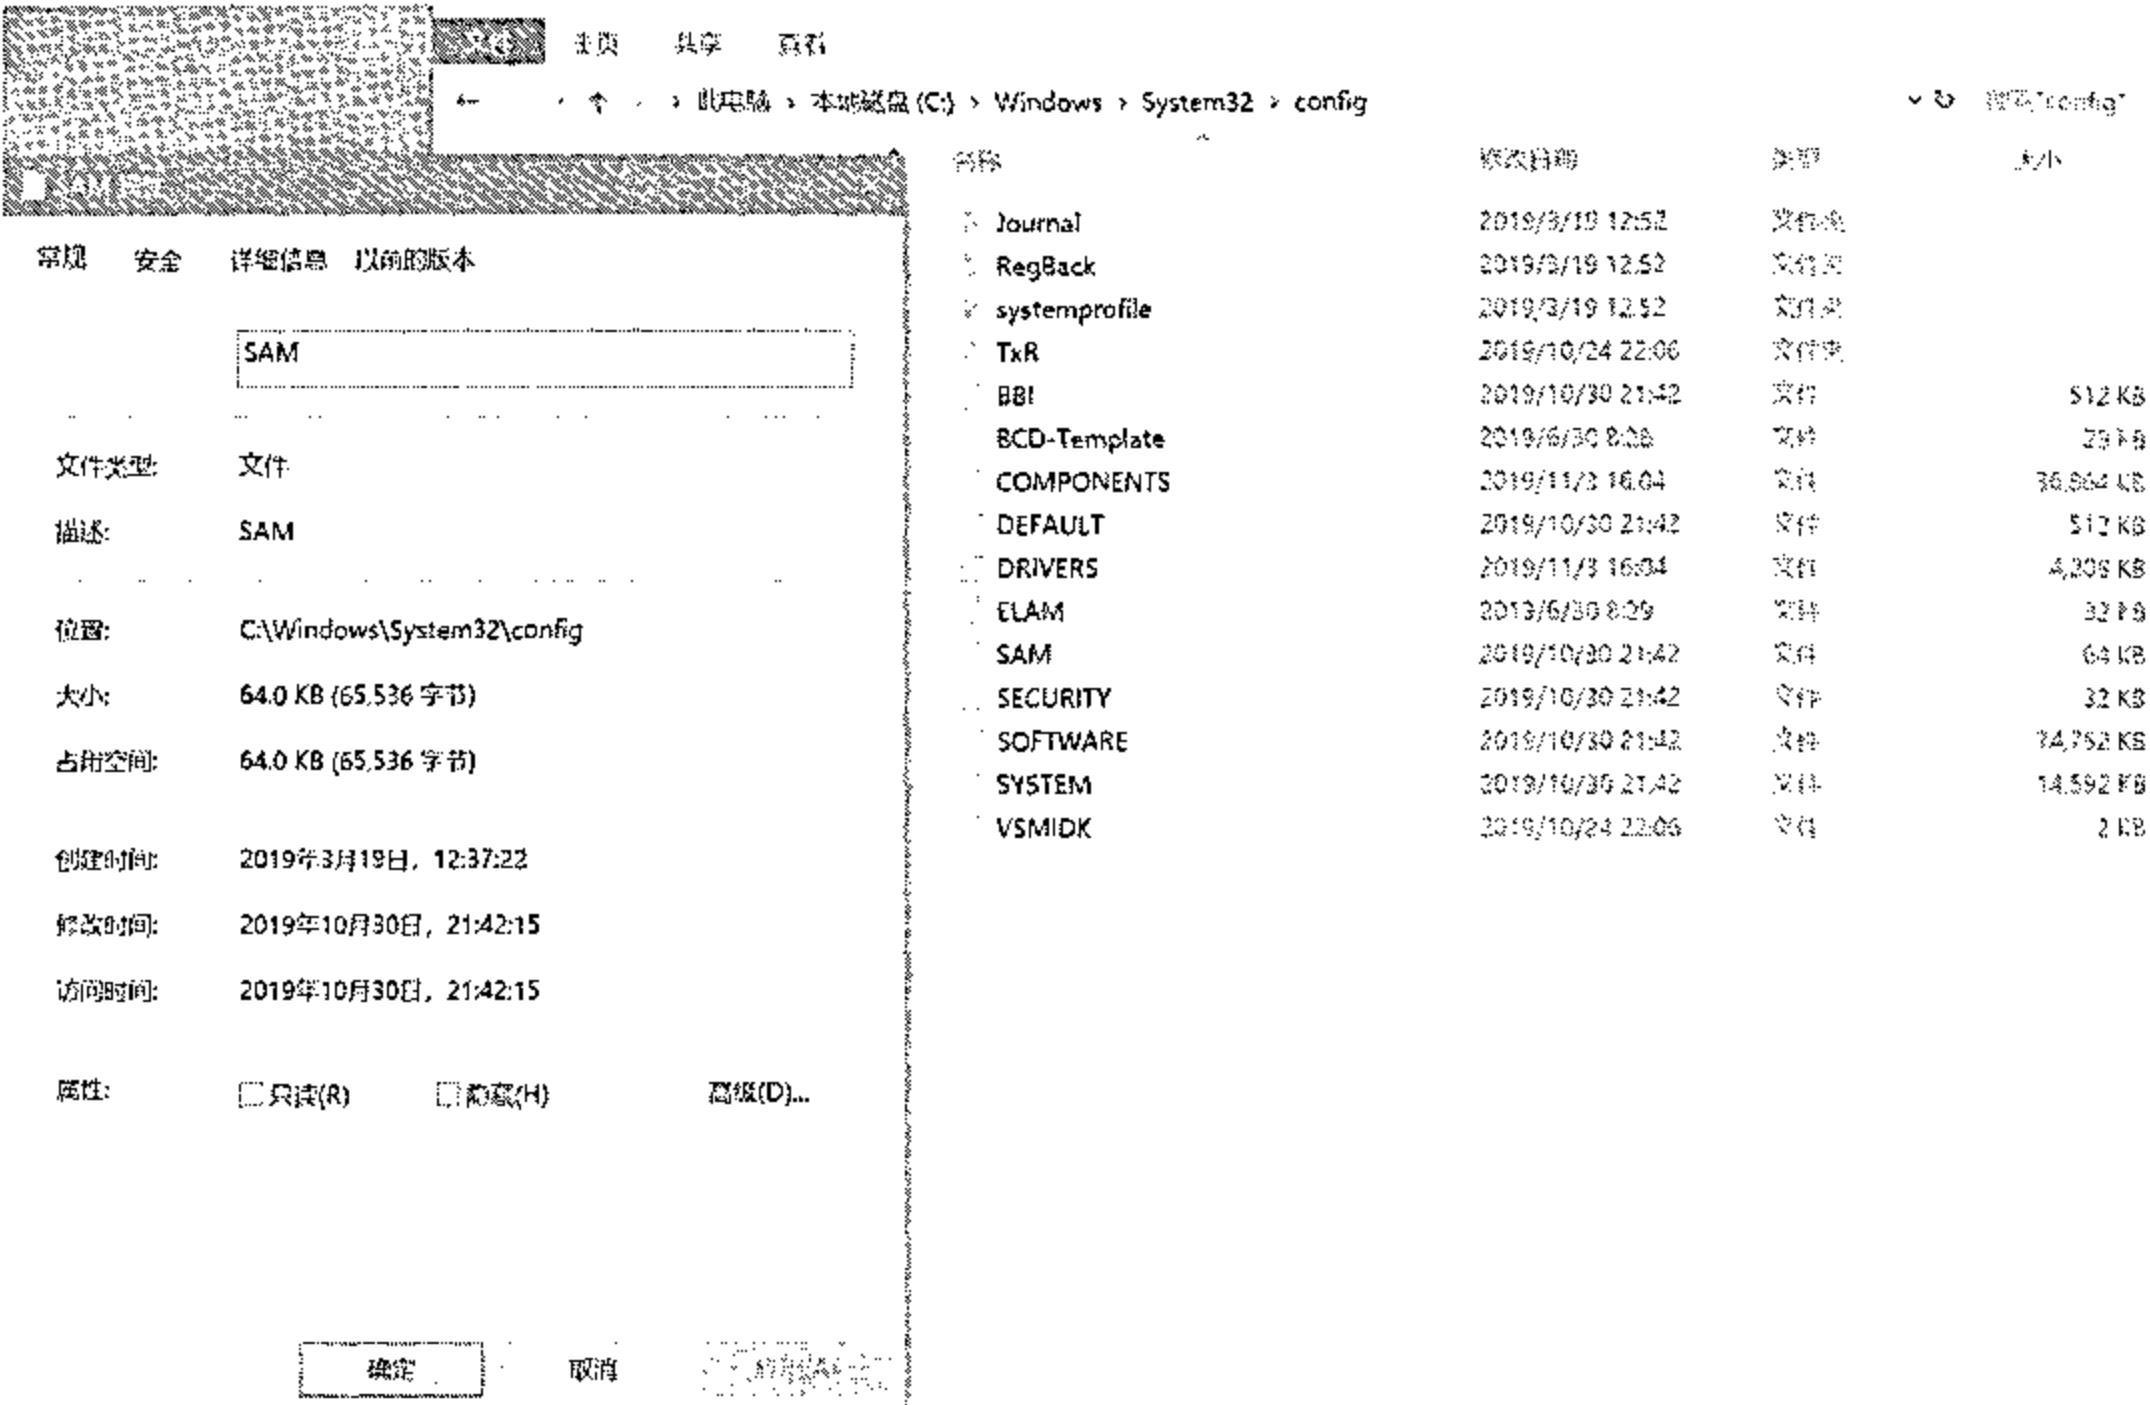 主页 共享 查看
此电脑 › 本地磁盘 (C:) › Windows › System32 › config
"config"
名称 修改日期 类型 大小
SAM
常规 安全 详细信息 以前的版本
SAM
文件类型: 文件
描述: SAM
位置: C:\Windows\System32\config
大小: 64.0 KB (65,536 字节)
占用空间: 64.0 KB (65,536 字节)
创建时间: 2019年3月19日, 12:37:22
修改时间: 2019年10月30日, 21:42:15
访问时间: 2019年10月30日, 21:42:15
属性: 只读(R) 隐藏(H) 高级(D)...
确定 取消
Journal 2019/3/19 12:52 文件夹
RegBack 2019/3/19 12:52 文件夹
systemprofile 2019/3/19 12:52 文件夹
TxR 2019/10/24 22:06 文件夹
BBI 2019/10/30 21:42 文件 512 KB
BCD-Template 文件
COMPONENTS 2019/11/3 16:04 文件
DEFAULT 2019/10/30 21:42 文件 512 KB
DRIVERS 2019/11/3 16:04 文件
ELAM 文件 32 KB
SAM 2019/10/30 21:42 文件 64 KB
SECURITY 2019/10/30 21:42 文件 32 KB
SOFTWARE 2019/10/30 21:42 文件
SYSTEM 2019/10/30 21:42 文件 14,592 KB
VSMIDK 2019/10/24 22:06 文件 2 KB